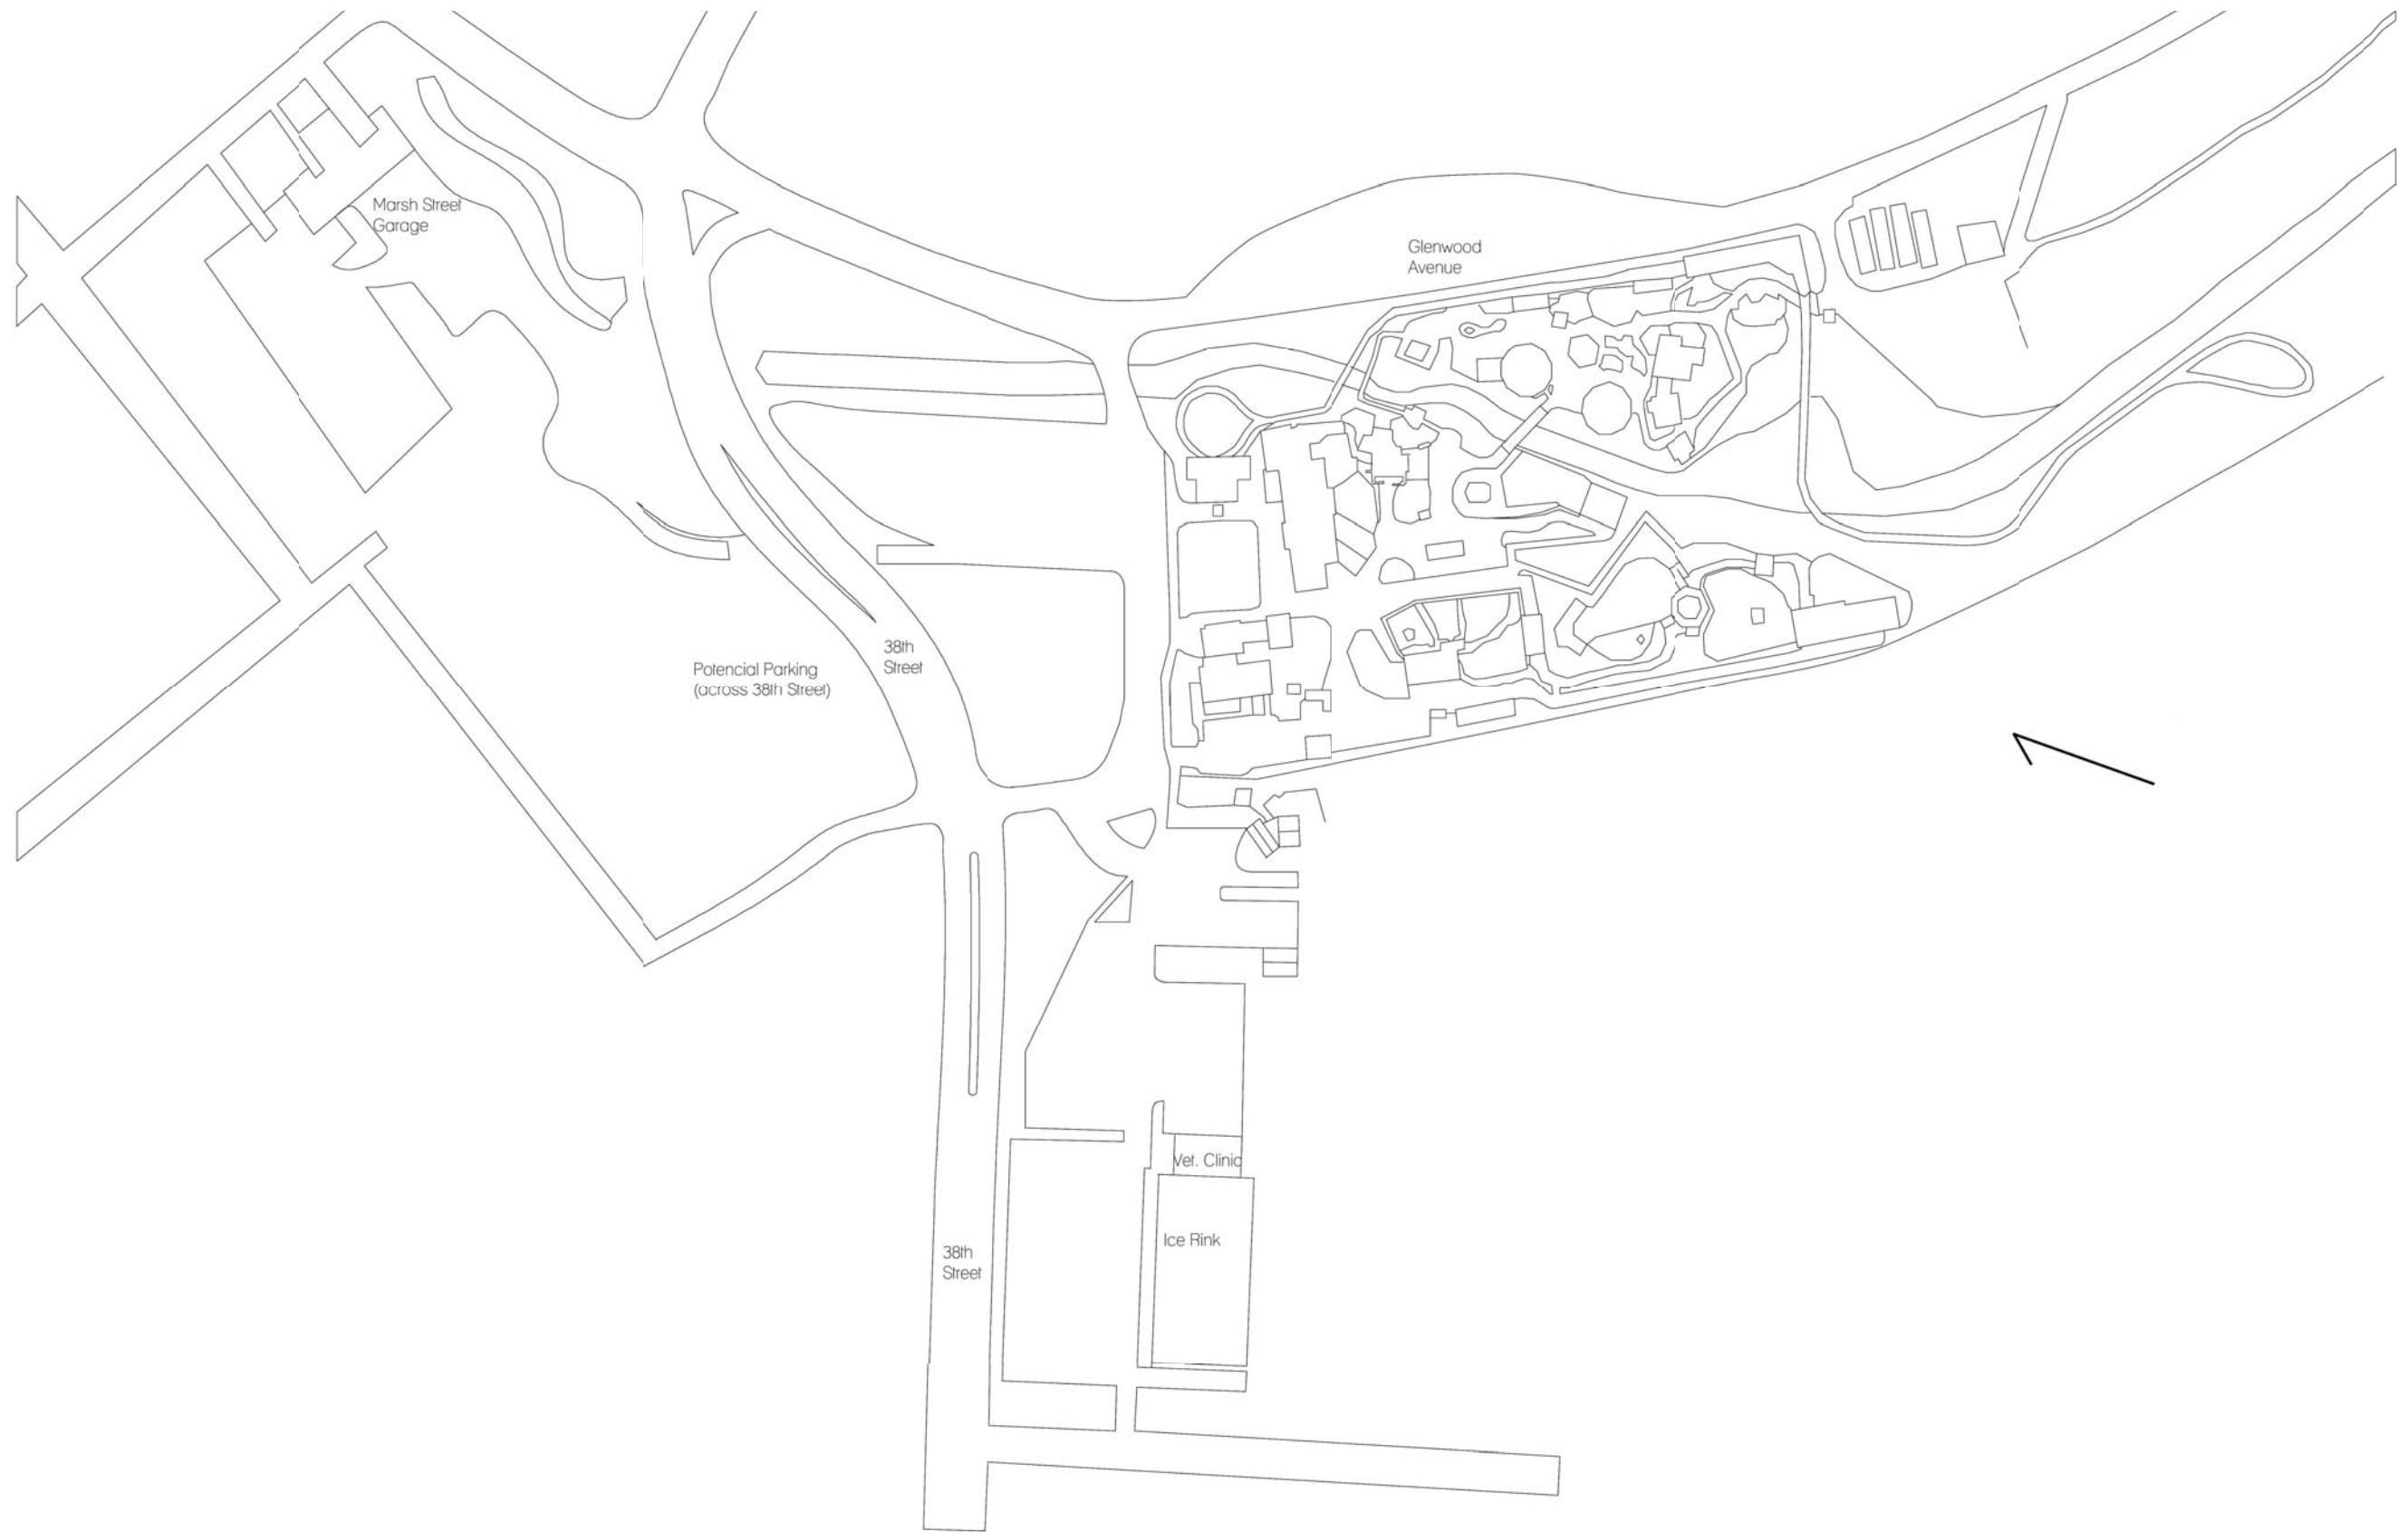 Marsh Street
Garage
Glenwood
Avenue
38th
Street
Potencial Parking
(across 38th Street)
Vet. Clinic
Ice Rink
38th
Street